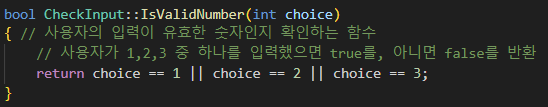 bool CheckInput::IsValidNumber(int choice)
{ // 사용자의 입력이 유효한 숫자인지 확인하는 함수
    // 사용자가 1,2,3 중 하나를 입력했으면 true를, 아니면 false를 반환
    return choice == 1 || choice == 2 || choice == 3;
}